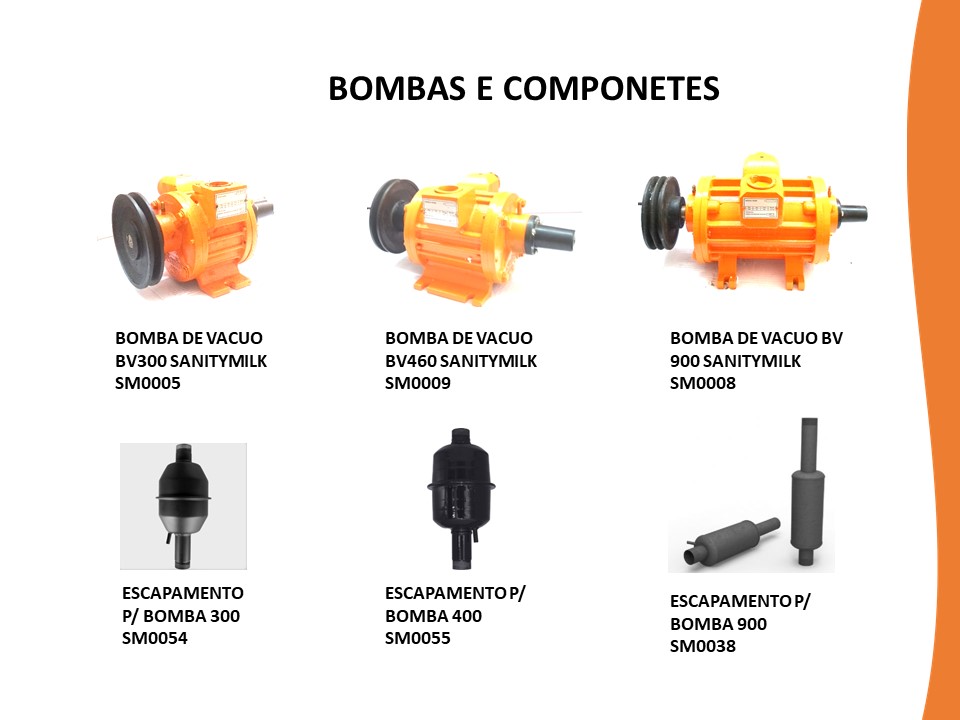 BOMBAS E COMPONETES
BOMBA DE VACUO
BV300 SANITYMILK
SM0005
BOMBA DE VACUO
BV460 SANITYMILK
SM0009
BOMBA DE VACUO BV
900 SANITYMILK
SM0008
ESCAPAMENTO
P/ BOMBA 300
SM0054
ESCAPAMENTO P/
BOMBA 400
SM0055
ESCAPAMENTO P/
BOMBA 900
SM0038